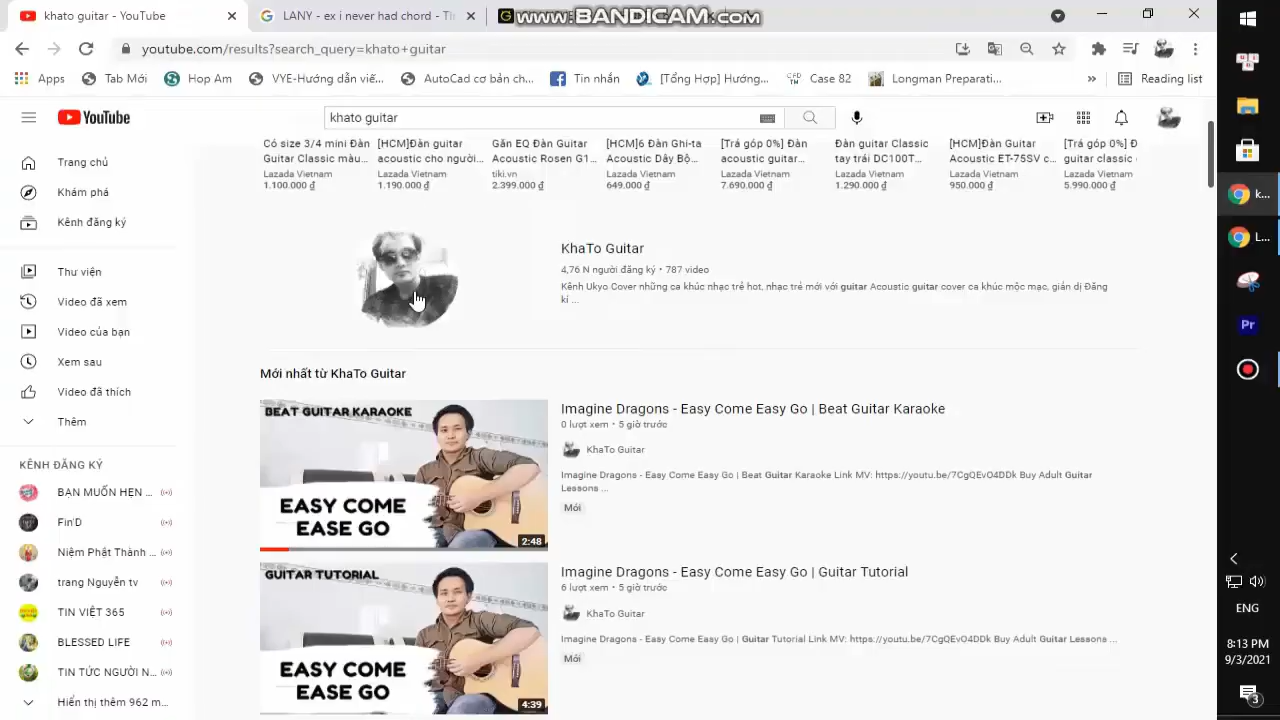 khato guitar - YouTube
LANY - ex i never had chord - Ti
www.BANDICAM.com
youtube.com/results?search_query=khato+guitar
Apps
Tab Mới
Hop Am
VYE-Hướng dẫn viế...
AutoCad cơ bản ch...
Tin nhắn
[Tổng Hợp] Hướng...
Case 82
Longman Preparati...
»
Reading list
YouTube
khato guitar
Có size 3/4 mini Đàn
Guitar Classic màu...
Lazada Vietnam
1.100.000 ₫
[HCM]Đàn guitar
acoustic cho người...
Lazada Vietnam
1.190.000 ₫
Gắn EQ Đàn Guitar
Acoustic Rosen G1...
tiki.vn
2.399.000 ₫
[HCM]6 Đàn Ghi-ta
Acoustic Dây Bộ...
Lazada Vietnam
649.000 ₫
[Trả góp 0%] Đàn
acoustic guitar...
Lazada Vietnam
7.690.000 ₫
Đàn guitar Classic
tay trái DC100T...
Lazada Vietnam
1.290.000 ₫
[HCM]Đàn Guitar
Acoustic ET-75SV c...
Lazada Vietnam
950.000 ₫
[Trả góp 0%] Đ
guitar classic
Lazada Vietnam
5.990.000 ₫
Trang chủ
Khám phá
Kênh đăng ký
Thư viện
Video đã xem
Video của bạn
Xem sau
Video đã thích
Thêm
KÊNH ĐĂNG KÝ
BẠN MUỐN HẸN ...
Fin'D
Niệm Phật Thành ...
trang Nguyễn tv
TIN VIỆT 365
BLESSED LIFE
TIN TỨC NGƯỜI N...
Hiển thị thêm 962 m...
KhaTo Guitar
4,76 N người đăng ký • 787 video
Kênh Ukyo Cover những ca khúc nhạc trẻ hot, nhạc trẻ mới với guitar Acoustic guitar cover ca khúc mộc mạc, giản dị Đăng
kí ...
Mới nhất từ KhaTo Guitar
BEAT GUITAR KARAOKE
EASY COME
EASE GO
2:48
Imagine Dragons - Easy Come Easy Go | Beat Guitar Karaoke
0 lượt xem • 5 giờ trước
KhaTo Guitar
Imagine Dragons - Easy Come Easy Go | Beat Guitar Karaoke Link MV: https://youtu.be/7CgQEvO4DDk Buy Adult Guitar
Lessons ...
Mới
GUITAR TUTORIAL
EASY COME
EASE GO
4:39
Imagine Dragons - Easy Come Easy Go | Guitar Tutorial
6 lượt xem • 5 giờ trước
KhaTo Guitar
Imagine Dragons - Easy Come Easy Go | Guitar Tutorial Link MV: https://youtu.be/7CgQEvO4DDk Buy Adult Guitar Lessons ...
Mới
k...
L...
Pr
ENG
8:13 PM
9/3/2021
3